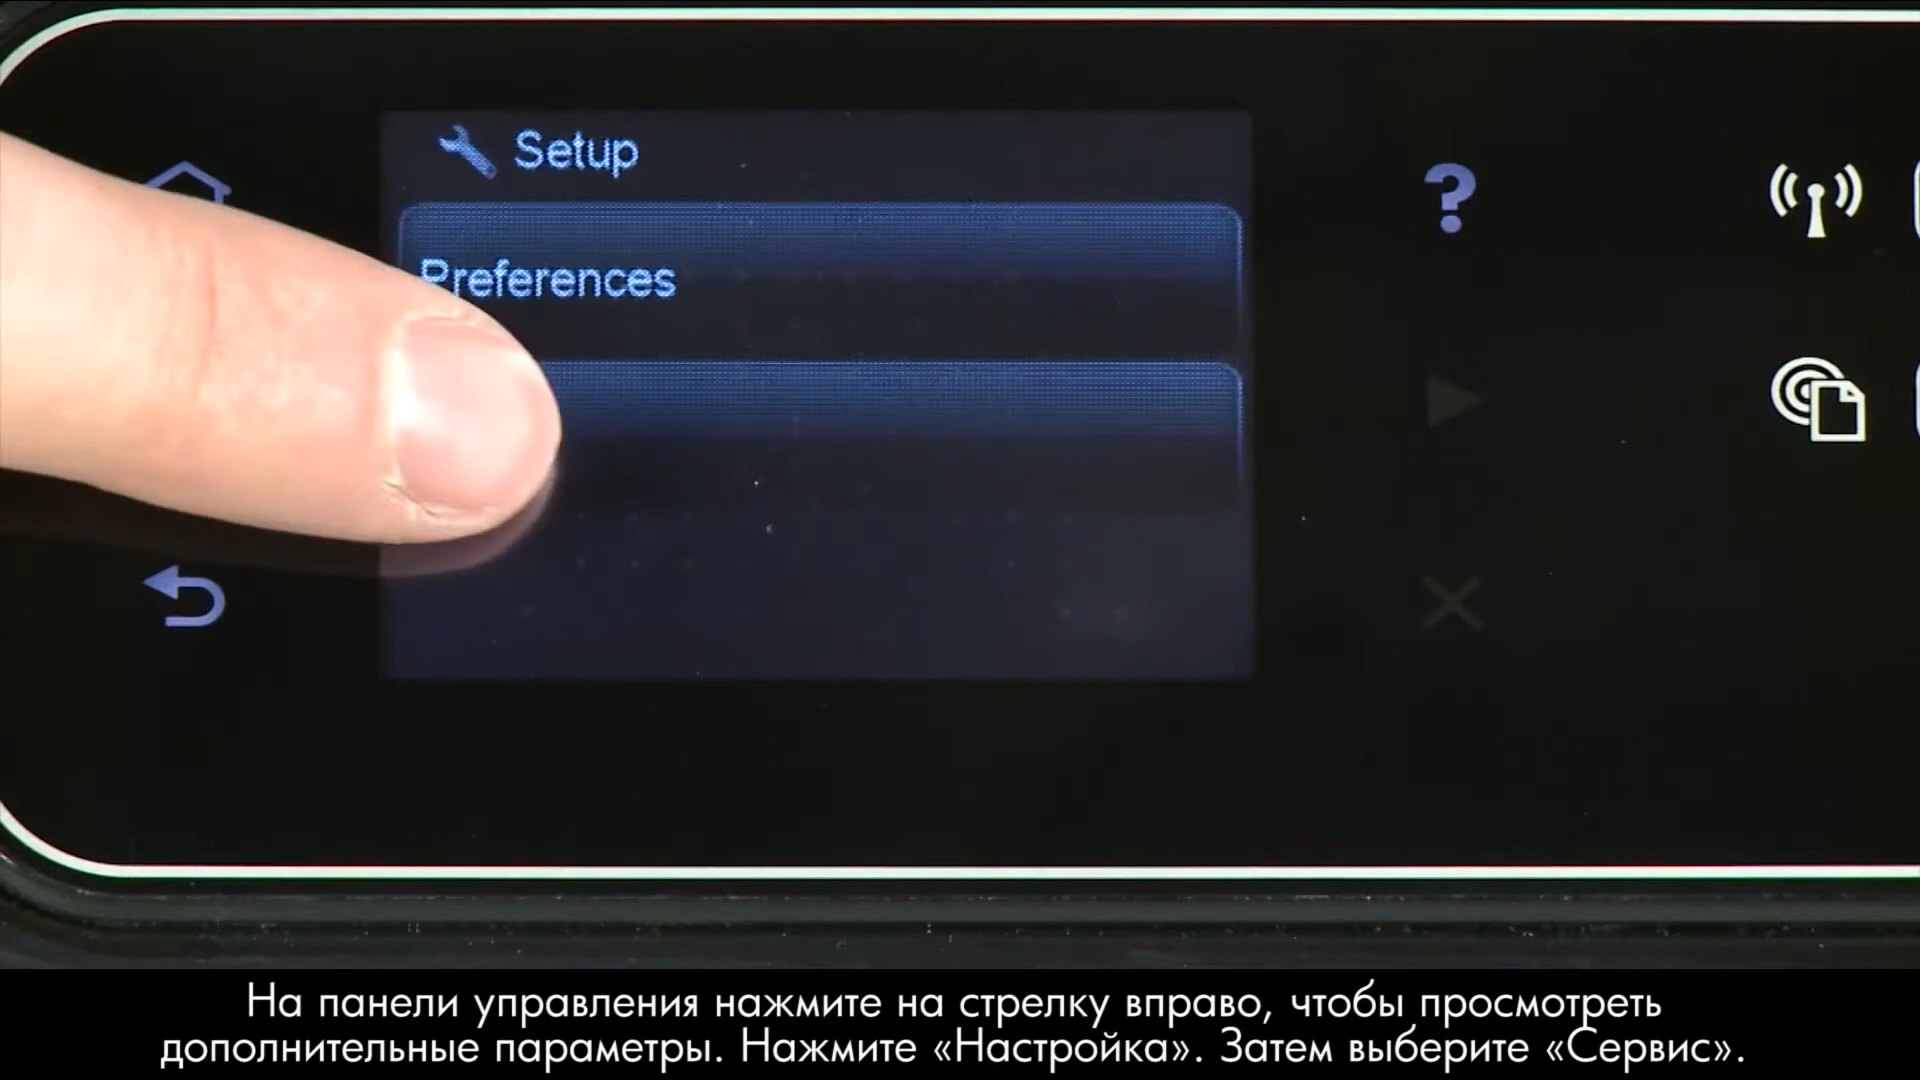 Setup
Preferences
На панели управления нажмите на стрелку вправо, чтобы просмотреть
дополнительные параметры. Нажмите «Настройка». Затем выберите «Сервис».